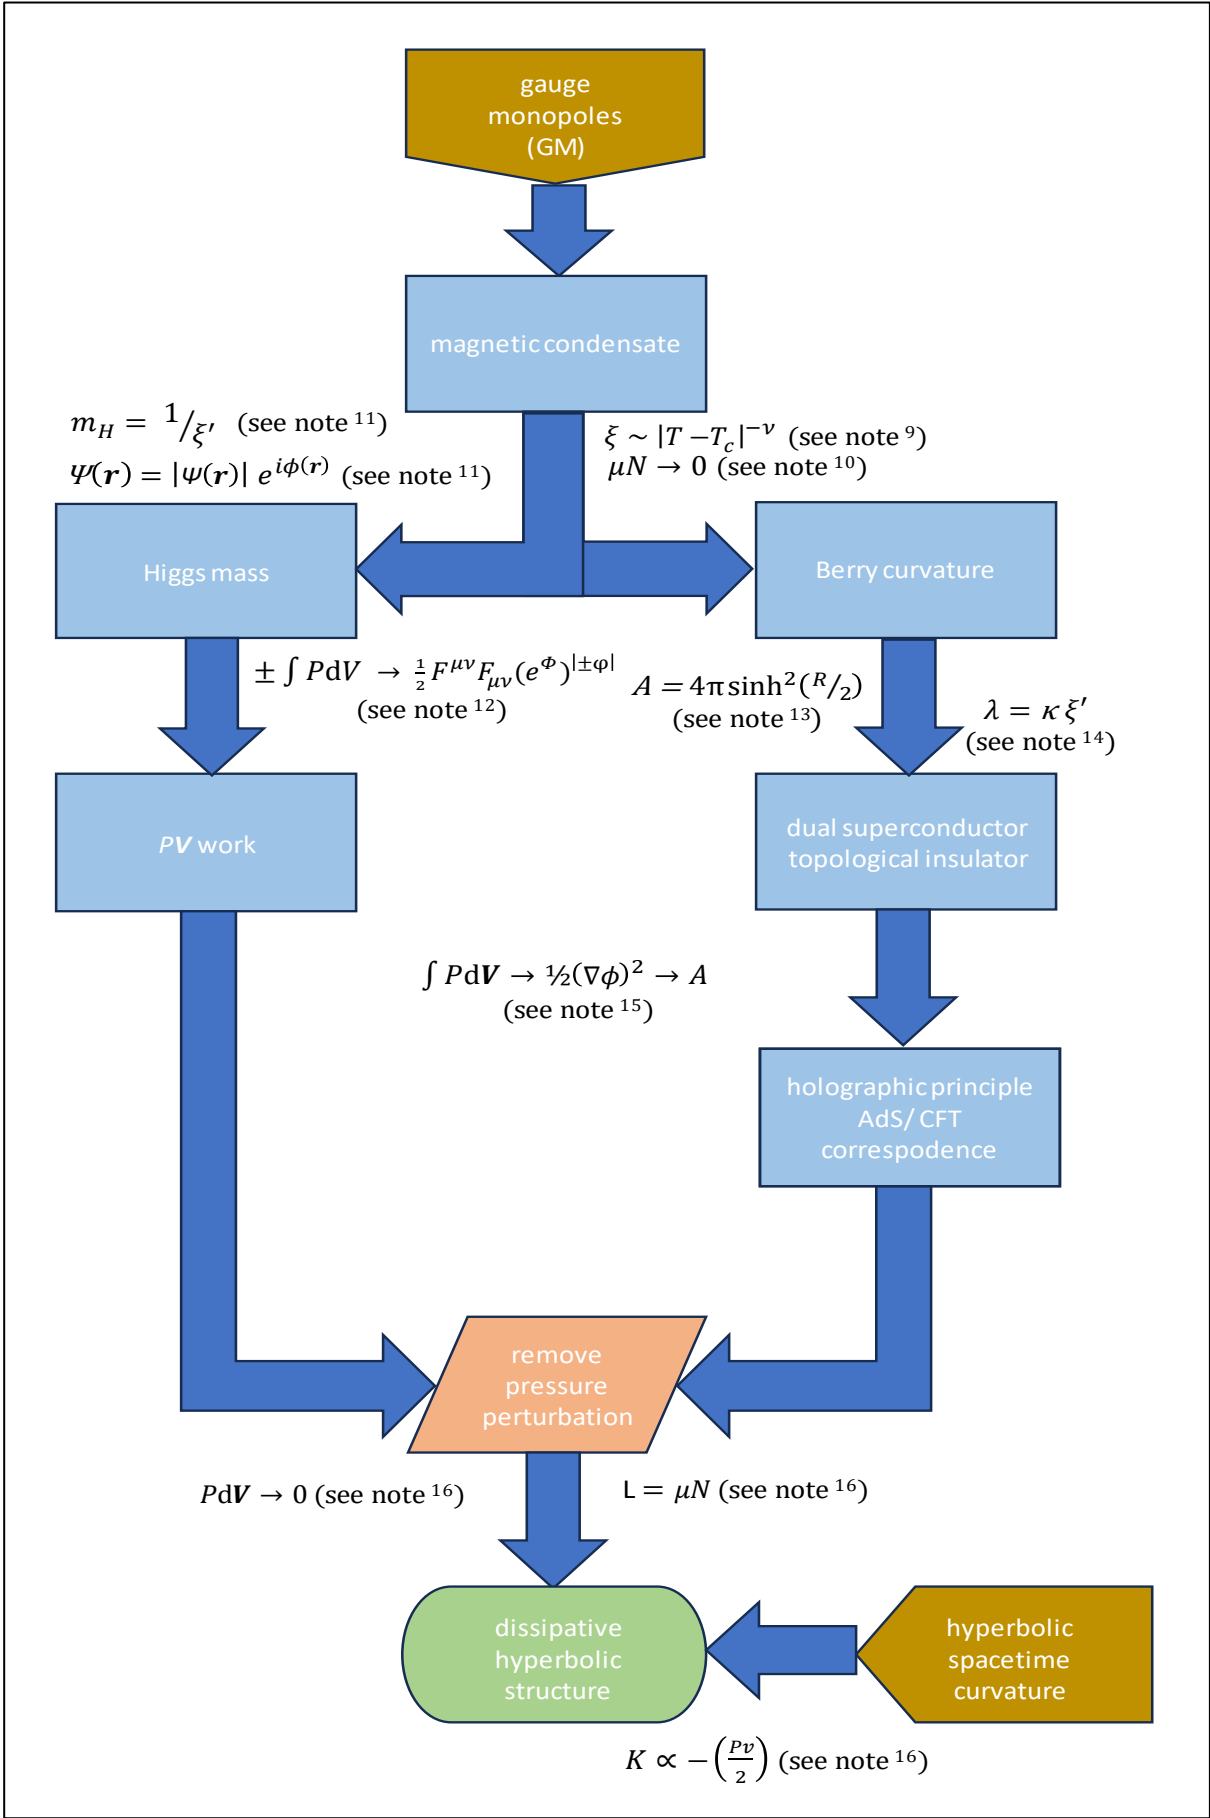 gauge
monopoles
(GM)
magnetic condensate
m_H = 1/ξ′ (see note 11)
Ψ(r) = |ψ(r)| e^{iϕ(r)} (see note 11)
ξ ~ |T − T_c|^{−ν} (see note 9)
μN → 0 (see note 10)
Higgs mass
Berry curvature
± ∫ PdV → ½ F^{μν}F_{μν}(e^Φ)^{|±φ|}
(see note 12)
A = 4π sinh²(R/2)
(see note 13)
λ = κ ξ′
(see note 14)
PV work
dual superconductor
topological insulator
∫ PdV → ½(∇ϕ)² → A
(see note 15)
holographic principle
AdS/ CFT
correspodence
remove
pressure
perturbation
PdV → 0 (see note 16)
L = μN (see note 16)
dissipative
hyperbolic
structure
hyperbolic
spacetime
curvature
K ∝ −(Pv/2) (see note 16)